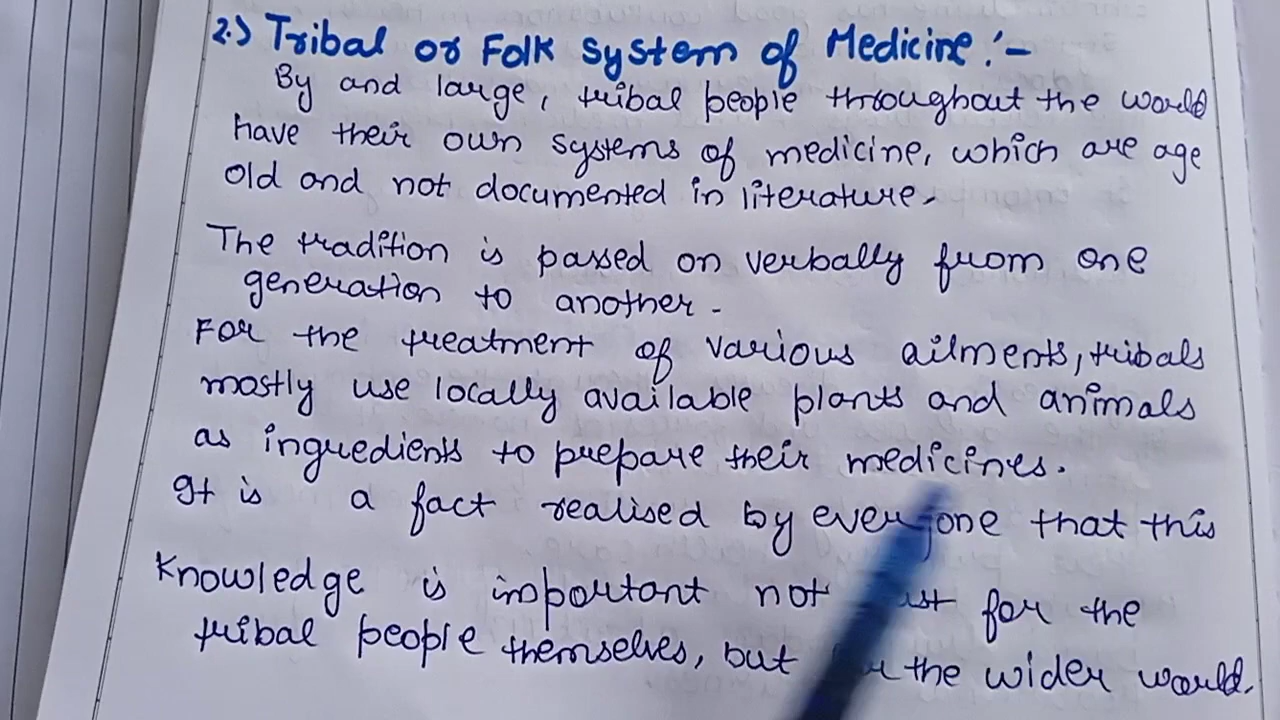 2.) Tribal or Folk System of Medicine :-
By and large, tribal people throughout the world
have their own systems of medicine, which are age
old and not documented in literature.
The tradition is passed on verbally from one
generation to another.
For the treatment of various ailments, tribals
mostly use locally available plants and animals
as ingredients to prepare their medicines.
It is a fact realised by everyone that this
Knowledge is important not for the
tribal people themselves, but the wider world.